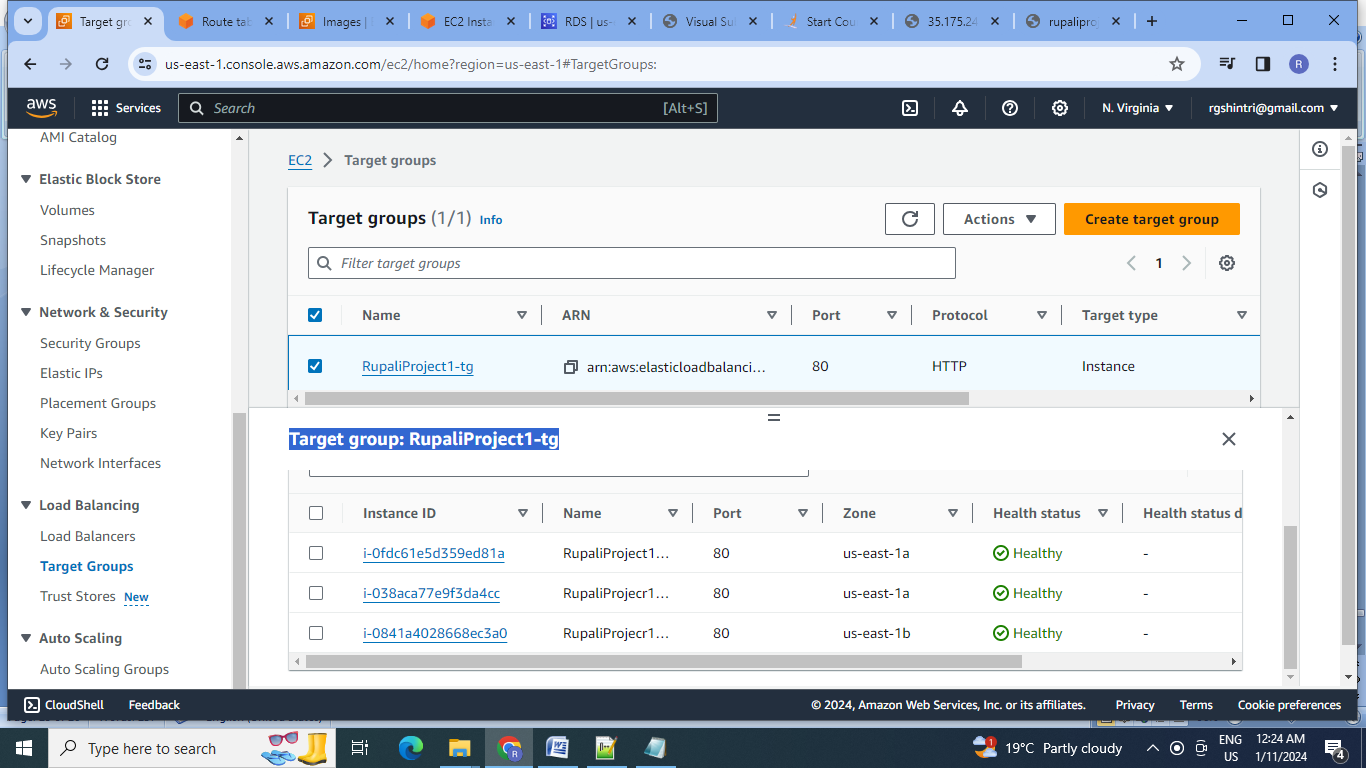 Target gr
Route tab
Images |
EC2 Insta
RDS | us-
Visual Sub
Start Cou
35.175.24
rupalipro
us-east-1.console.aws.amazon.com/ec2/home?region=us-east-1#TargetGroups:
R
aws
Services
Search
[Alt+S]
N. Virginia
rgshintri@gmail.com
AMI Catalog
Elastic Block Store
Volumes
Snapshots
Lifecycle Manager
Network & Security
Security Groups
Elastic IPs
Placement Groups
Key Pairs
Network Interfaces
Load Balancing
Load Balancers
Target Groups
Trust Stores New
Auto Scaling
Auto Scaling Groups
EC2 > Target groups
Target groups (1/1) Info
Actions
Create target group
Filter target groups
1
Name ARN Port Protocol Target type
RupaliProject1-tg arn:aws:elasticloadbalanci... 80 HTTP Instance
Target group: RupaliProject1-tg
Instance ID Name Port Zone Health status Health status d
i-0fdc61e5d359ed81a RupaliProject1... 80 us-east-1a Healthy -
i-038aca77e9f3da4cc RupaliProjecr1... 80 us-east-1a Healthy -
i-0841a4028668ec3a0 RupaliProjecr1... 80 us-east-1b Healthy -
CloudShell
Feedback
© 2024, Amazon Web Services, Inc. or its affiliates.
Privacy
Terms
Cookie preferences
Type here to search
1
19°C Partly cloudy
ENG
US
12:24 AM
1/11/2024
4